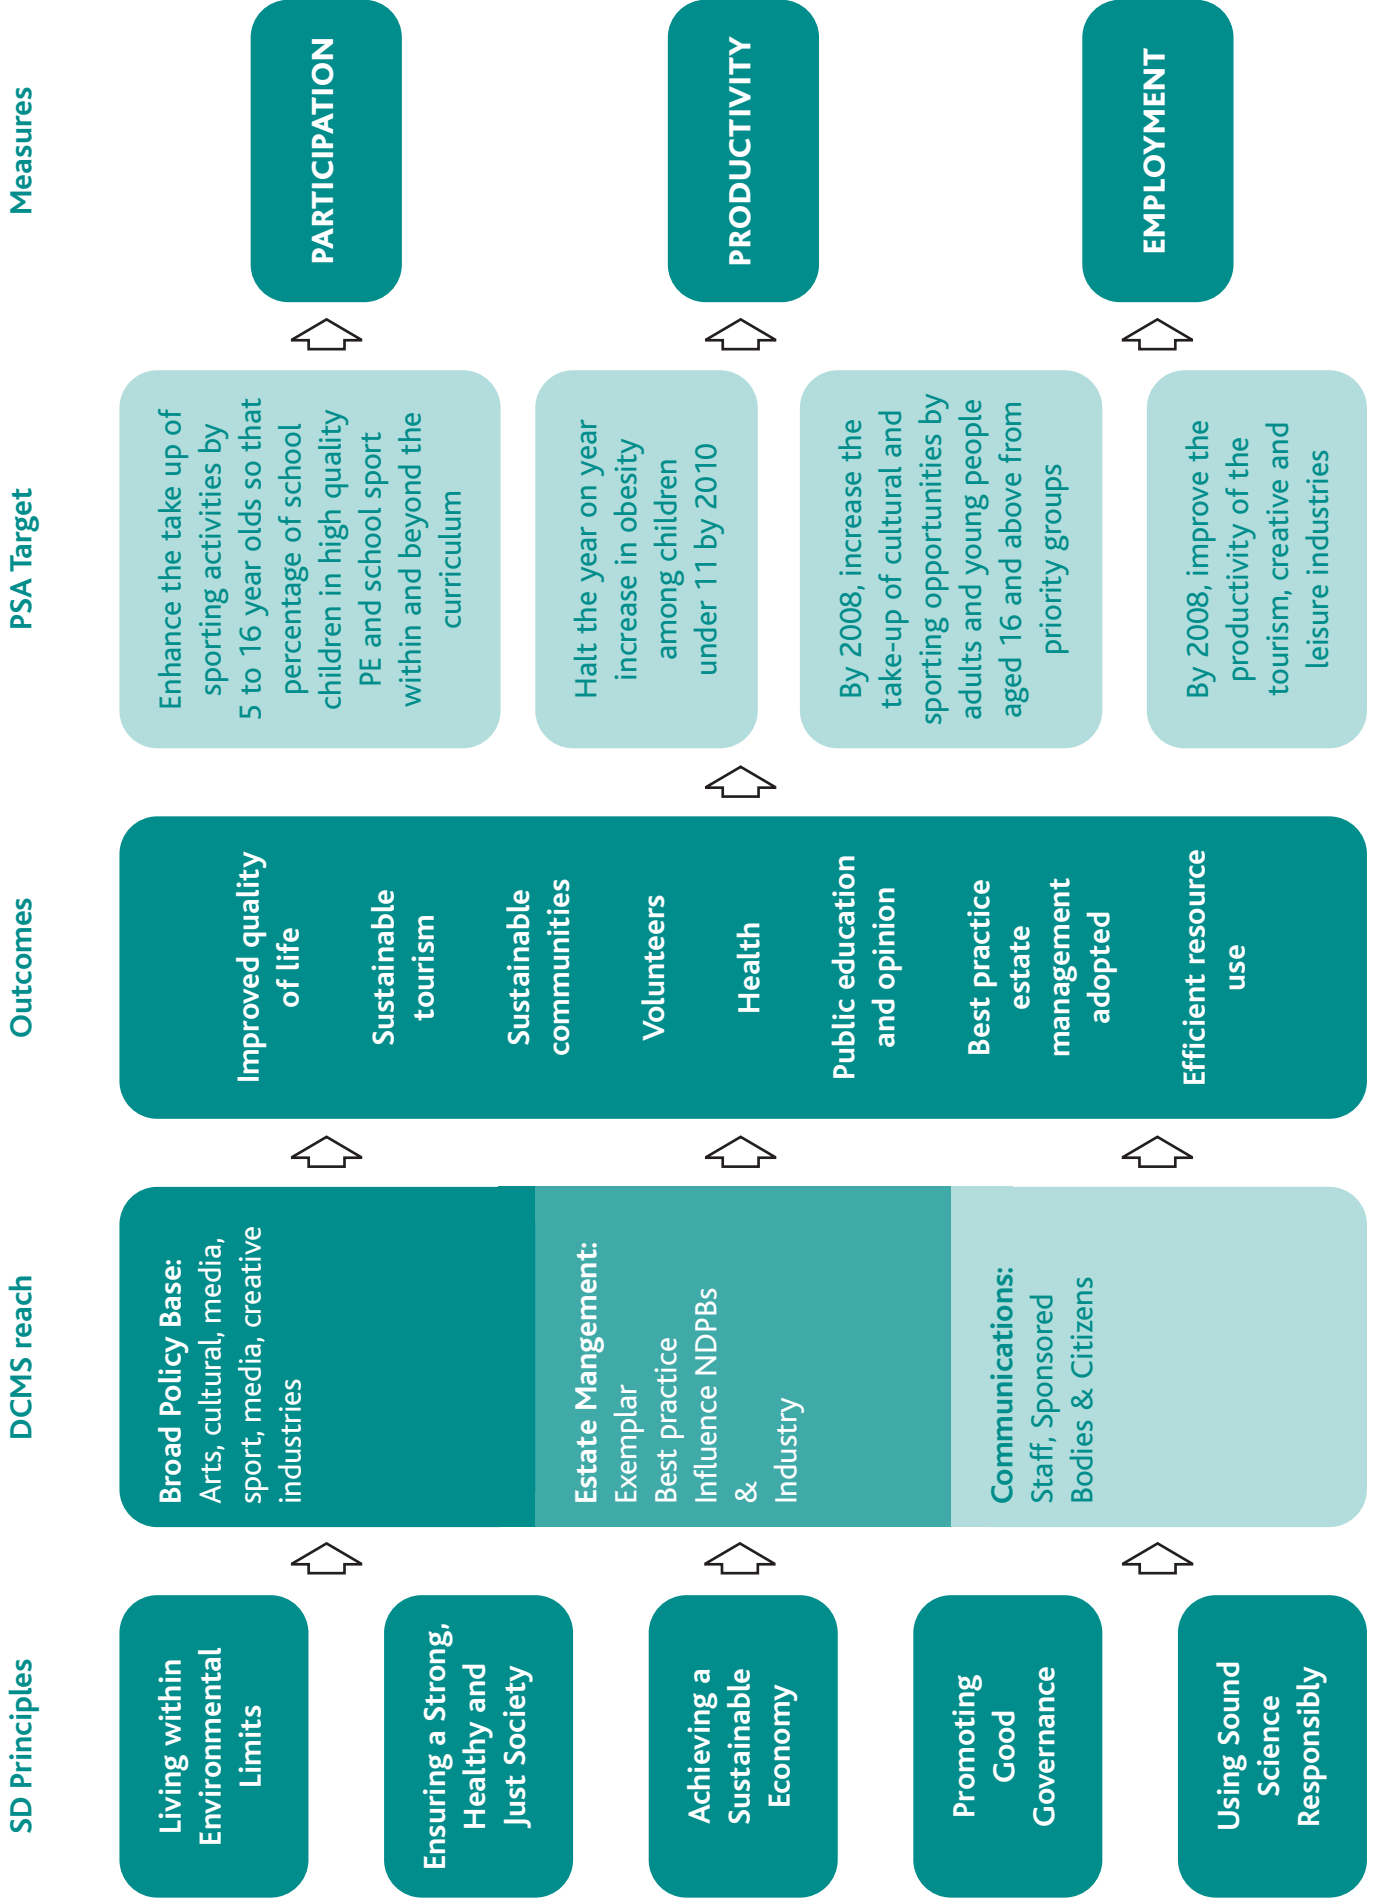 SD Principles
Living within
Environmental
Limits
Ensuring a Strong,
Healthy and
Just Society
Achieving a
Sustainable
Economy
Promoting
Good
Governance
Using Sound
Science
Responsibly
DCMS reach
Broad Policy Base:
Arts, cultural, media,
sport, media, creative
industries
Estate Mangement:
Exemplar
Best practice
Influence NDPBs
&
Industry
Communications:
Staff, Sponsored
Bodies & Citizens
Outcomes
Improved quality
of life
Sustainable
tourism
Sustainable
communities
Volunteers
Health
Public education
and opinion
Best practice
estate
management
adopted
Efficient resource
use
PSA Target
Enhance the take up of
sporting activities by
5 to 16 year olds so that
percentage of school
children in high quality
PE and school sport
within and beyond the
curriculum
Halt the year on year
increase in obesity
among children
under 11 by 2010
By 2008, increase the
take-up of cultural and
sporting opportunities by
adults and young people
aged 16 and above from
priority groups
By 2008, improve the
productivity of the
tourism, creative and
leisure industries
Measures
PARTICIPATION
PRODUCTIVITY
EMPLOYMENT